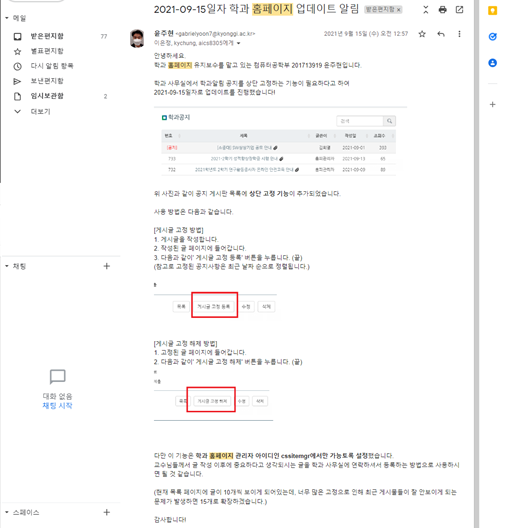 2021-09-15일자 학과 홈페이지 업데이트 알림
받은편지함 ×
메일
받은편지함 77
별표편지함
다시 알림 항목
보낸편지함
임시보관함 2
더보기
윤주현 <gabrielyoon7@kyonggi.ac.kr>
2021년 9월 15일 (수) 오전 12:57
이은정, kychung, aics8305에게
안녕하세요.
학과 홈페이지 유지보수를 맡고 있는 컴퓨터공학부 201713919 윤주현입니다.
학과 사무실에서 학과알림 공지를 상단 고정하는 기능이 필요하다고 하여
2021-09-15일자로 업데이트를 진행했습니다!
학과공지
검색
번호 제목 글쓴이 작성일 조회수
[공지]
2021-09-01
733
732
위 사진과 같이 공지 게시판 목록에 상단 고정 기능이 추가되었습니다.
사용 방법은 다음과 같습니다.
[게시글 고정 방법]
1. 게시글을 작성합니다.
2. 작성된 글 페이지에 들어갑니다.
3. 다음과 같이' 게시글 고정 등록' 버튼을 누릅니다. (끝)
(참고로 고정된 공지사항은 최근 날짜 순으로 정렬됩니다.)
목록 게시글 고정 등록 수정 삭제
[게시글 고정 해제 방법]
1. 고정된 글 페이지에 들어갑니다.
2. 다음과 같이' 게시글 고정 해제' 버튼을 누릅니다. (끝)
목록 게시글 고정 해제 수정 삭제
채팅
대화 없음
채팅 시작
다만 이 기능은 학과 홈페이지 관리자 아이디인 cssitemgr에서만 가능토록 설정했습니다.
교수님들께서 글 작성 이후에 중요하다고 생각되시는 글을 학과 사무실에 연락하셔서 등록하는 방법으로 사용하시
면 될 것 같습니다.
(현재 목록 페이지에 글이 10개씩 보이게 되어있는데, 너무 많은 고정으로 인해 최근 게시물들이 잘 안보이게 되는
문제가 발생하면 15개로 확장하겠습니다.)
감사합니다!
스페이스